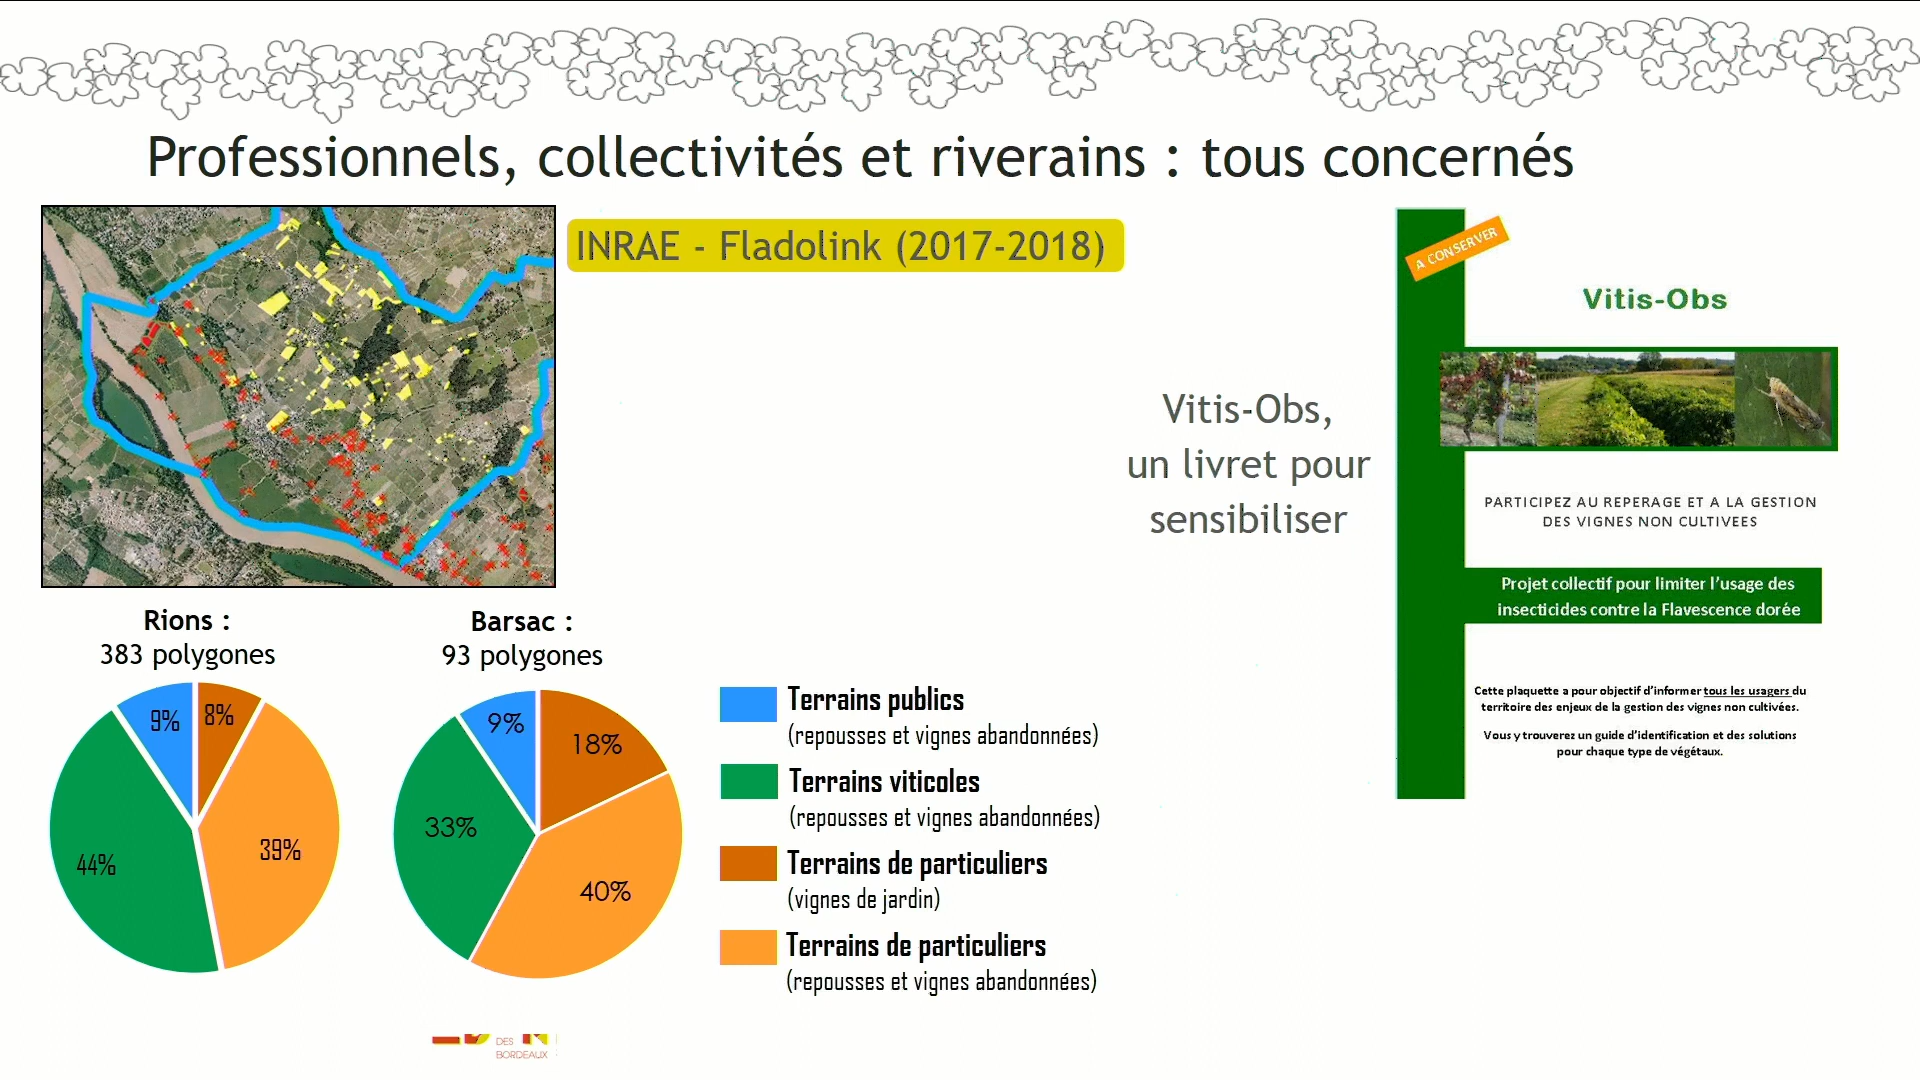 Professionnels, collectivités et riverains : tous concernés
INRAE - Fladolink (2017-2018)
Rions :
383 polygones
9%
8%
44%
39%
Barsac :
93 polygones
9%
18%
33%
40%
Terrains publics
(repousses et vignes abandonnées)
Terrains viticoles
(repousses et vignes abandonnées)
Terrains de particuliers
(vignes de jardin)
Terrains de particuliers
(repousses et vignes abandonnées)
Vitis-Obs,
un livret pour
sensibiliser
A CONSERVER
Vitis-Obs
PARTICIPEZ AU REPERAGE ET A LA GESTION
DES VIGNES NON CULTIVEES
Projet collectif pour limiter l'usage des
insecticides contre la Flavescence dorée
Cette plaquette a pour objectif d'informer tous les usagers du
territoire des enjeux de la gestion des vignes non cultivées.
Vous y trouverez un guide d'identification et des solutions
pour chaque type de végétaux.
DES
BORDEAUX